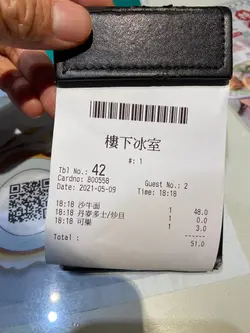 樓下冰室
#: 1
Tbl No.: 42
Cardno: 800558 Guest No.: 2
Date: 2021-05-09 Time: 18:18
18:18 沙牛面 1 48.0
18:18 丹麥多士/炒旦 1 0.0
18:18 可樂 1 3.0
Total : 51.0